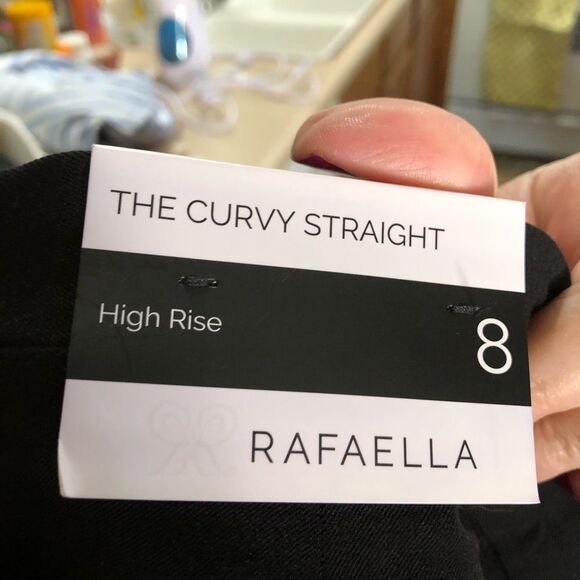 THE CURVY STRAIGHT
High Rise
8
RAFAELLA